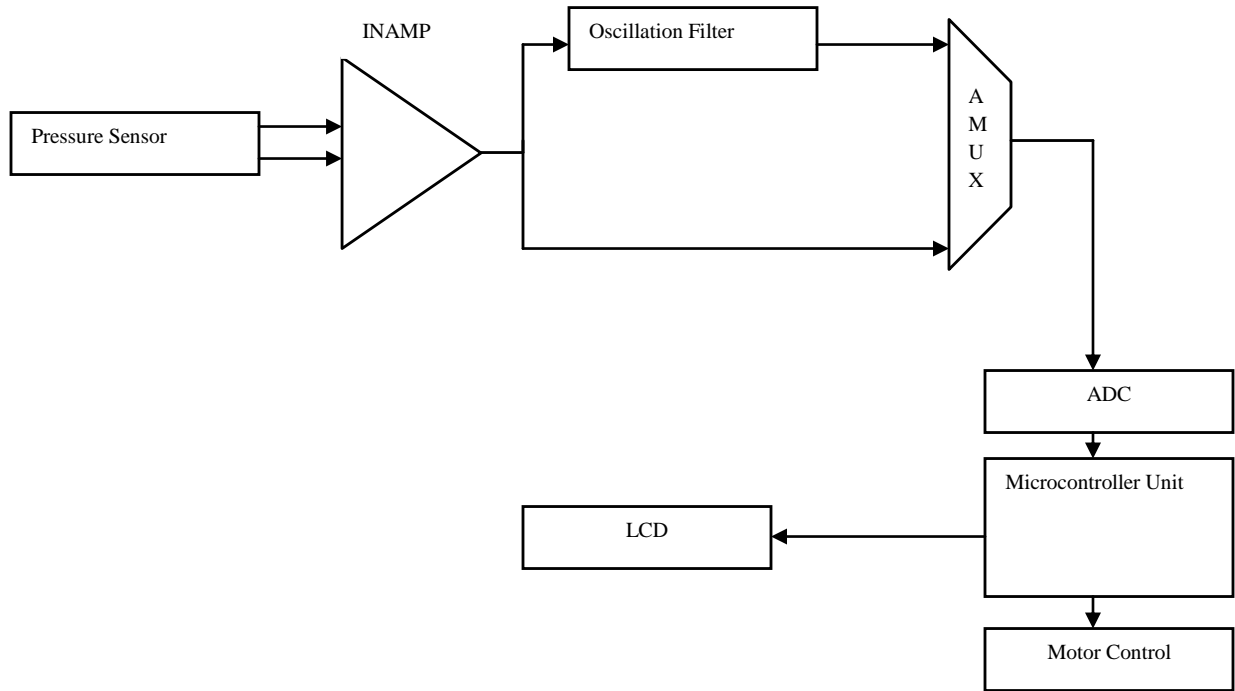 INAMP
Oscillation Filter
Pressure Sensor
A
M
U
X
ADC
Microcontroller Unit
LCD
Motor Control